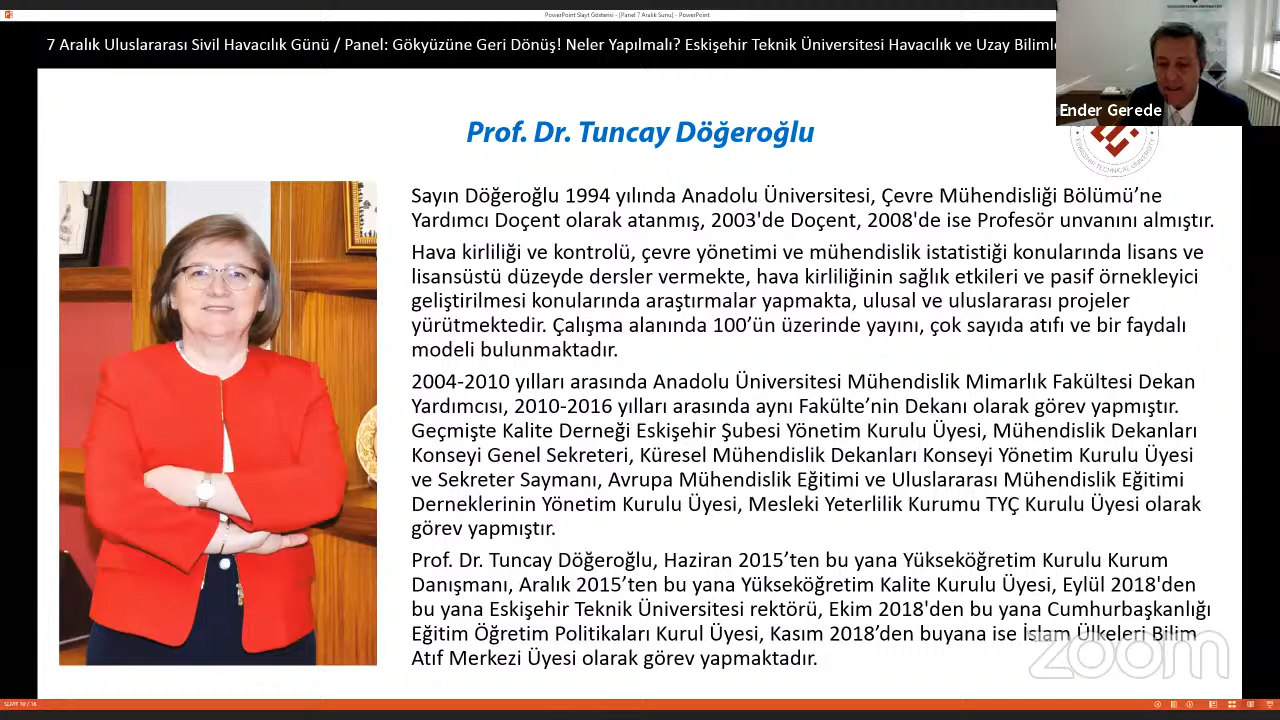 PowerPoint Slayt Gösterisi - [Panel 7 Aralık Sunu] - PowerPoint
7 Aralık Uluslararası Sivil Havacılık Günü / Panel: Gökyüzüne Geri Dönüş! Neler Yapılmalı? Eskişehir Teknik Üniversitesi Havacılık ve Uzay
Ender Gerede
Prof. Dr. Tuncay Döğeroğlu
ESKİŞEHİR TECHNICAL UNIVERSITY
Sayın Döğeroğlu 1994 yılında Anadolu Üniversitesi, Çevre Mühendisliği Bölümü’ne
Yardımcı Doçent olarak atanmış, 2003'de Doçent, 2008'de ise Profesör unvanını almıştır.
Hava kirliliği ve kontrolü, çevre yönetimi ve mühendislik istatistiği konularında lisans ve
lisansüstü düzeyde dersler vermekte, hava kirliliğinin sağlık etkileri ve pasif örnekleyici
geliştirilmesi konularında araştırmalar yapmakta, ulusal ve uluslararası projeler
yürütmektedir. Çalışma alanında 100’ün üzerinde yayını, çok sayıda atıfı ve bir faydalı
modeli bulunmaktadır.
2004-2010 yılları arasında Anadolu Üniversitesi Mühendislik Mimarlık Fakültesi Dekan
Yardımcısı, 2010-2016 yılları arasında aynı Fakülte’nin Dekanı olarak görev yapmıştır.
Geçmişte Kalite Derneği Eskişehir Şubesi Yönetim Kurulu Üyesi, Mühendislik Dekanları
Konseyi Genel Sekreteri, Küresel Mühendislik Dekanları Konseyi Yönetim Kurulu Üyesi
ve Sekreter Saymanı, Avrupa Mühendislik Eğitimi ve Uluslararası Mühendislik Eğitimi
Derneklerinin Yönetim Kurulu Üyesi, Mesleki Yeterlilik Kurumu TYÇ Kurulu Üyesi olarak
görev yapmıştır.
Prof. Dr. Tuncay Döğeroğlu, Haziran 2015’ten bu yana Yükseköğretim Kurulu Kurum
Danışmanı, Aralık 2015’ten bu yana Yükseköğretim Kalite Kurulu Üyesi, Eylül 2018'den
bu yana Eskişehir Teknik Üniversitesi rektörü, Ekim 2018'den bu yana Cumhurbaşkanlığı
Eğitim Öğretim Politikaları Kurul Üyesi, Kasım 2018’den buyana ise İslam Ülkeleri Bilim
Atıf Merkezi Üyesi olarak görev yapmaktadır.
zoom